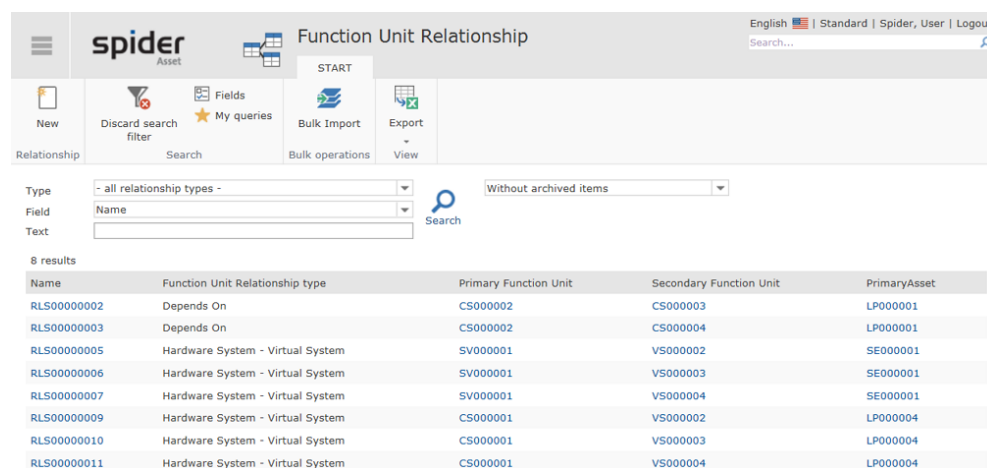 English | Standard | Spider, User | Logou
spider
Asset
Function Unit Relationship
Search...
START
New
Discard search
filter
Fields
My queries
Bulk Import
Export
Relationship
Search
Bulk operations
View
Type - all relationship types - Without archived items
Field Name
Search
Text
8 results
Name Function Unit Relationship type Primary Function Unit Secondary Function Unit PrimaryAsset
RLS00000002 Depends On CS000002 CS000003 LP000001
RLS00000003 Depends On CS000002 CS000004 LP000001
RLS00000005 Hardware System - Virtual System SV000001 VS000002 SE000001
RLS00000006 Hardware System - Virtual System SV000001 VS000003 SE000001
RLS00000007 Hardware System - Virtual System SV000001 VS000004 SE000001
RLS00000009 Hardware System - Virtual System CS000001 VS000002 LP000004
RLS00000010 Hardware System - Virtual System CS000001 VS000003 LP000004
RLS00000011 Hardware System - Virtual System CS000001 VS000004 LP000004